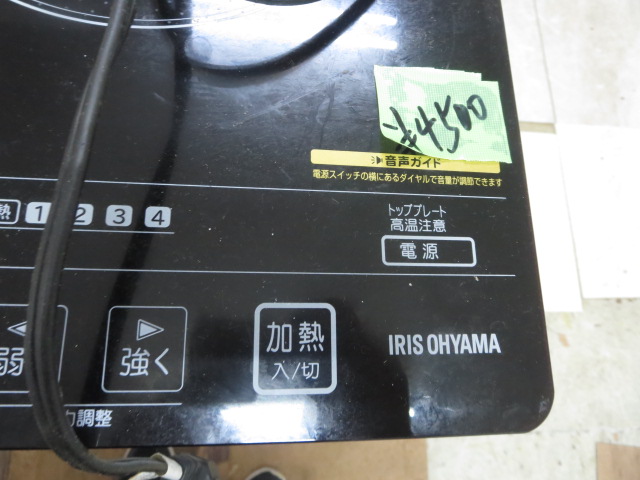 ¥4500
音声ガイド
電源スイッチの横にあるダイヤルで音量が調節できます
熱 1 2 3 4
トッププレート
高温注意
電源
弱 強く
加熱
入/切
IRIS OHYAMA
力調整